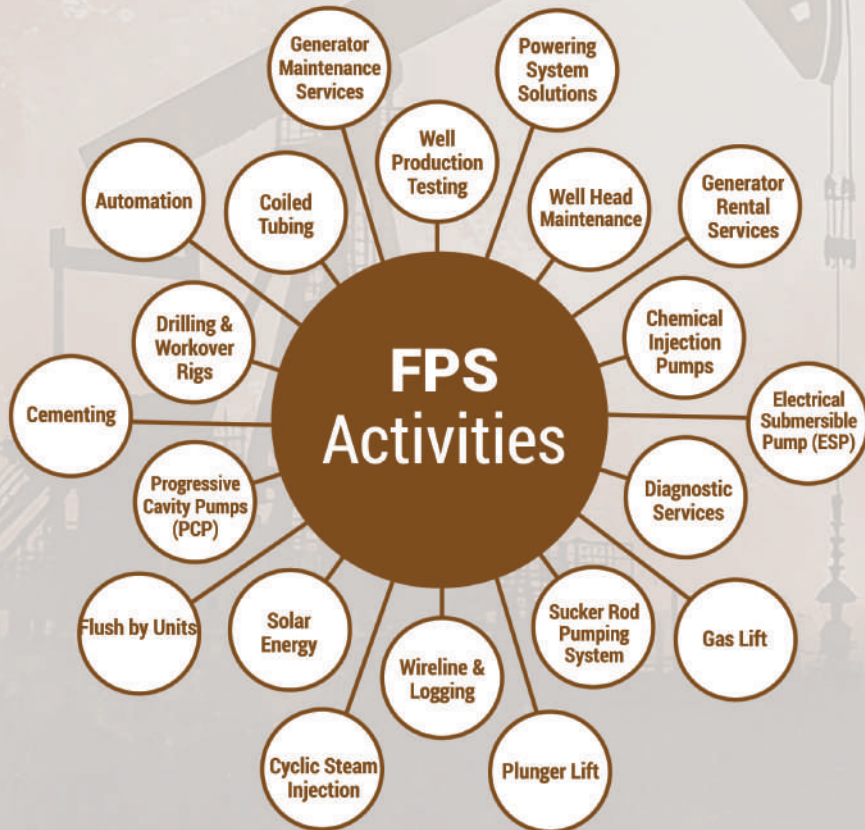 FPS
Activities
Generator
Maintenance
Services
Powering
System
Solutions
Well
Production
Testing
Automation
Coiled
Tubing
Well Head
Maintenance
Generator
Rental
Services
Drilling &
Workover
Rigs
Chemical
Injection
Pumps
Cementing
Electrical
Submersible
Pump (ESP)
Progressive
Cavity Pumps
(PCP)
Diagnostic
Services
Flush by Units
Solar
Energy
Wireline &
Logging
Sucker Rod
Pumping
System
Gas Lift
Cyclic Steam
Injection
Plunger Lift